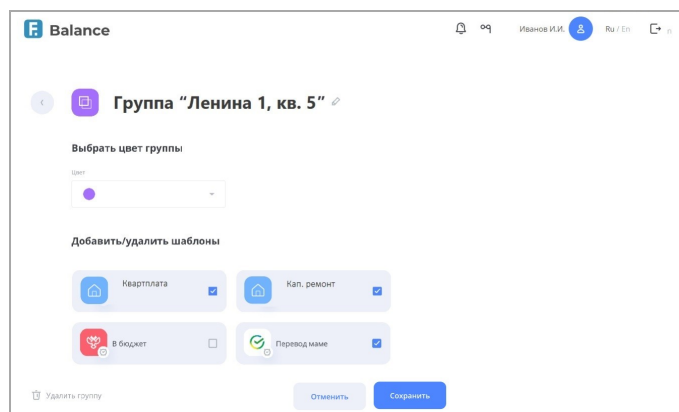 F. Balance
Иванов И.И.
Ru / En
Группа “Ленина 1, кв. 5”
Выбрать цвет группы
Цвет
Добавить/удалить шаблоны
Квартплата
Кап. ремонт
В бюджет
Перевод маме
Удалить группу
Отменить
Сохранить